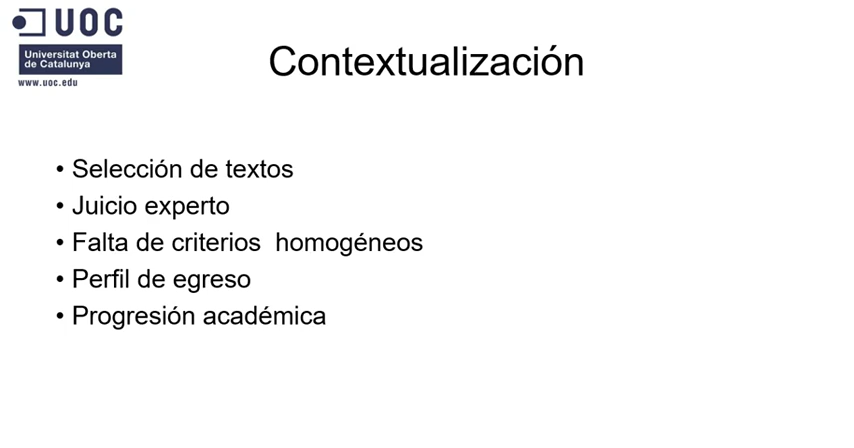 UOC
Universitat Oberta
de Catalunya
www.uoc.edu
Contextualización
• Selección de textos
• Juicio experto
• Falta de criterios  homogéneos
• Perfil de egreso
• Progresión académica